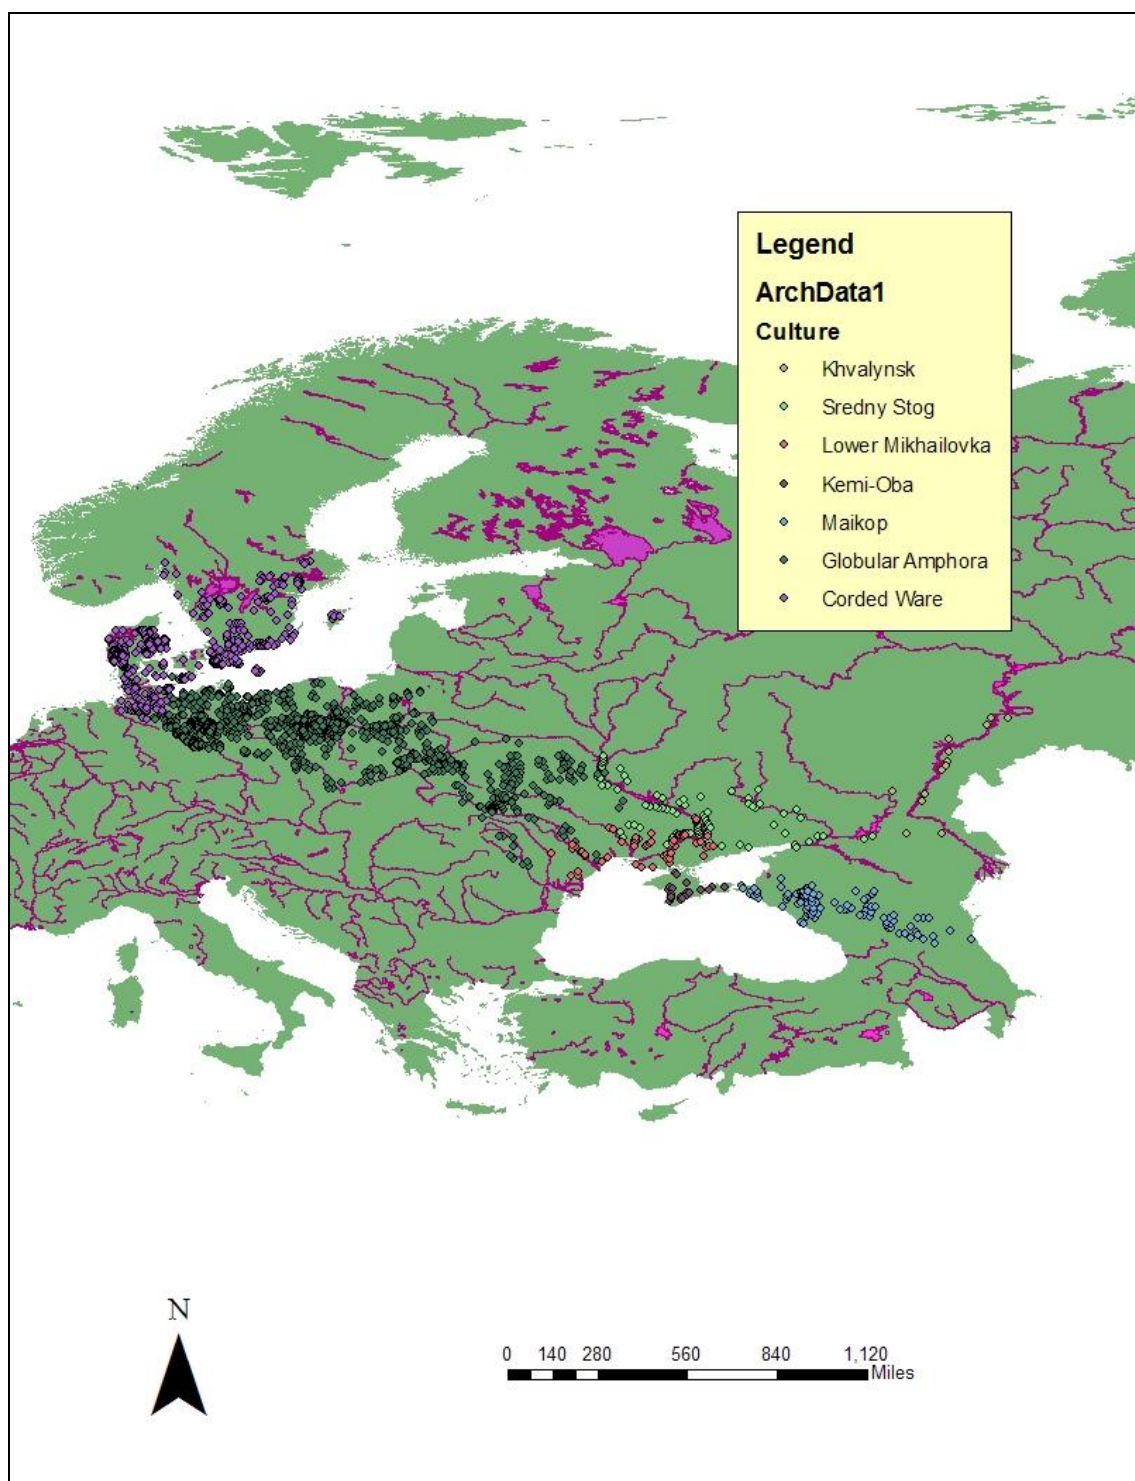 Legend
ArchData1
Culture
Khvalynsk
Sredny Stog
Lower Mikhailovka
Kemi-Oba
Maikop
Globular Amphora
Corded Ware
N
0 140 280 560 840 1,120
Miles